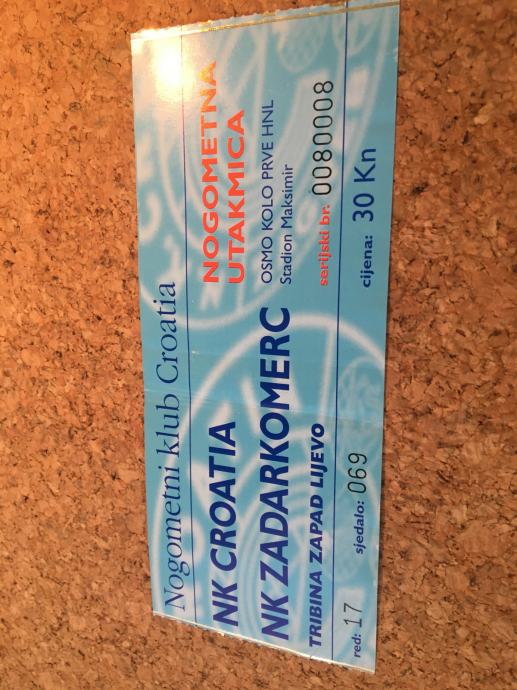 Nogometni klub Croatia
NK CROATIA
NK ZADARKOMERC
TRIBINA ZAPAD LIJEVO
NOGOMETNA
UTAKMICA
OSMO KOLO PRVE HNL
Stadion Maksimir
serijski br. 0080008
red: 17 sjedalo: 069 cijena: 30 Kn